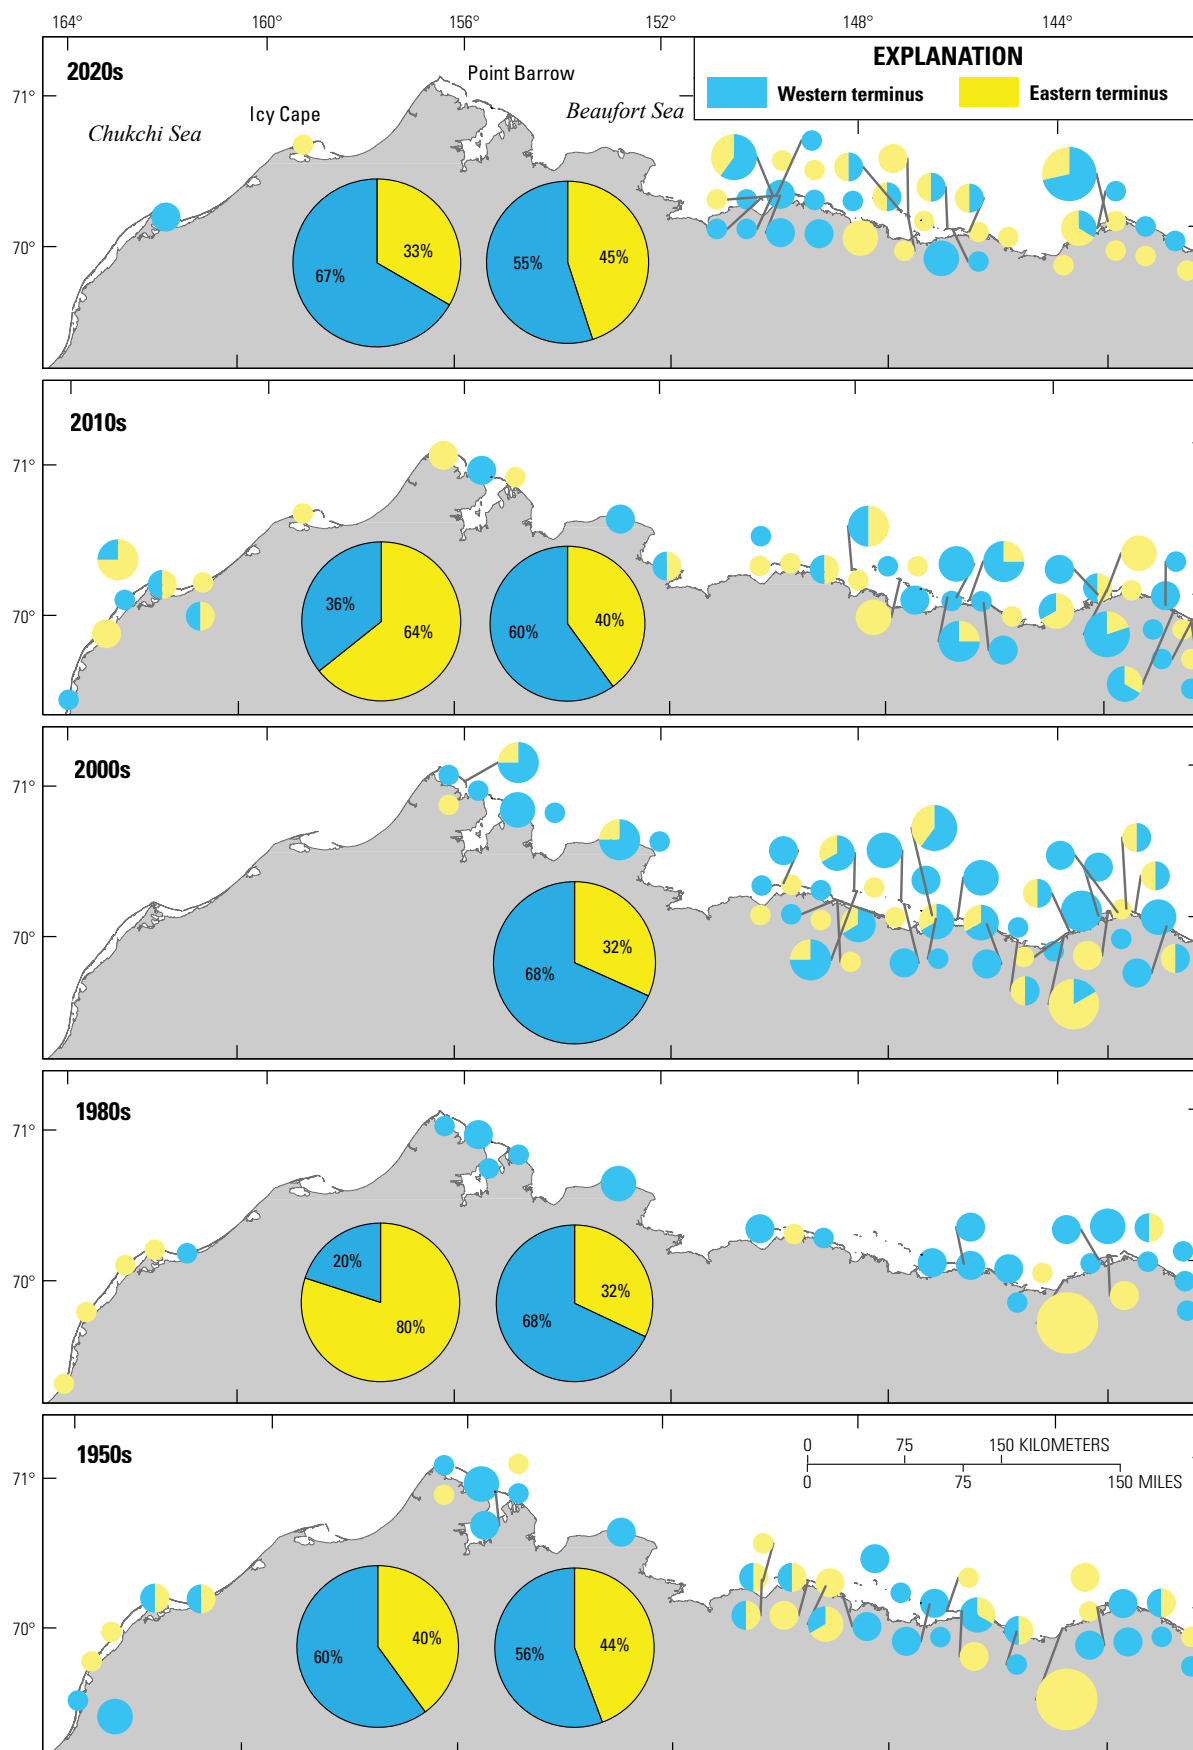 164° 160° 156° 152° 148° 144°
EXPLANATION
Western terminus Eastern terminus
2020s
Point Barrow
71°
Beaufort Sea
Icy Cape
Chukchi Sea
70°
33%
67%
45%
55%
2010s
71°
70°
36%
64%
40%
60%
2000s
71°
70°
32%
68%
1980s
71°
70°
20%
80%
32%
68%
1950s
0 75 150 KILOMETERS
0 75 150 MILES
71°
70°
40%
60%
44%
56%